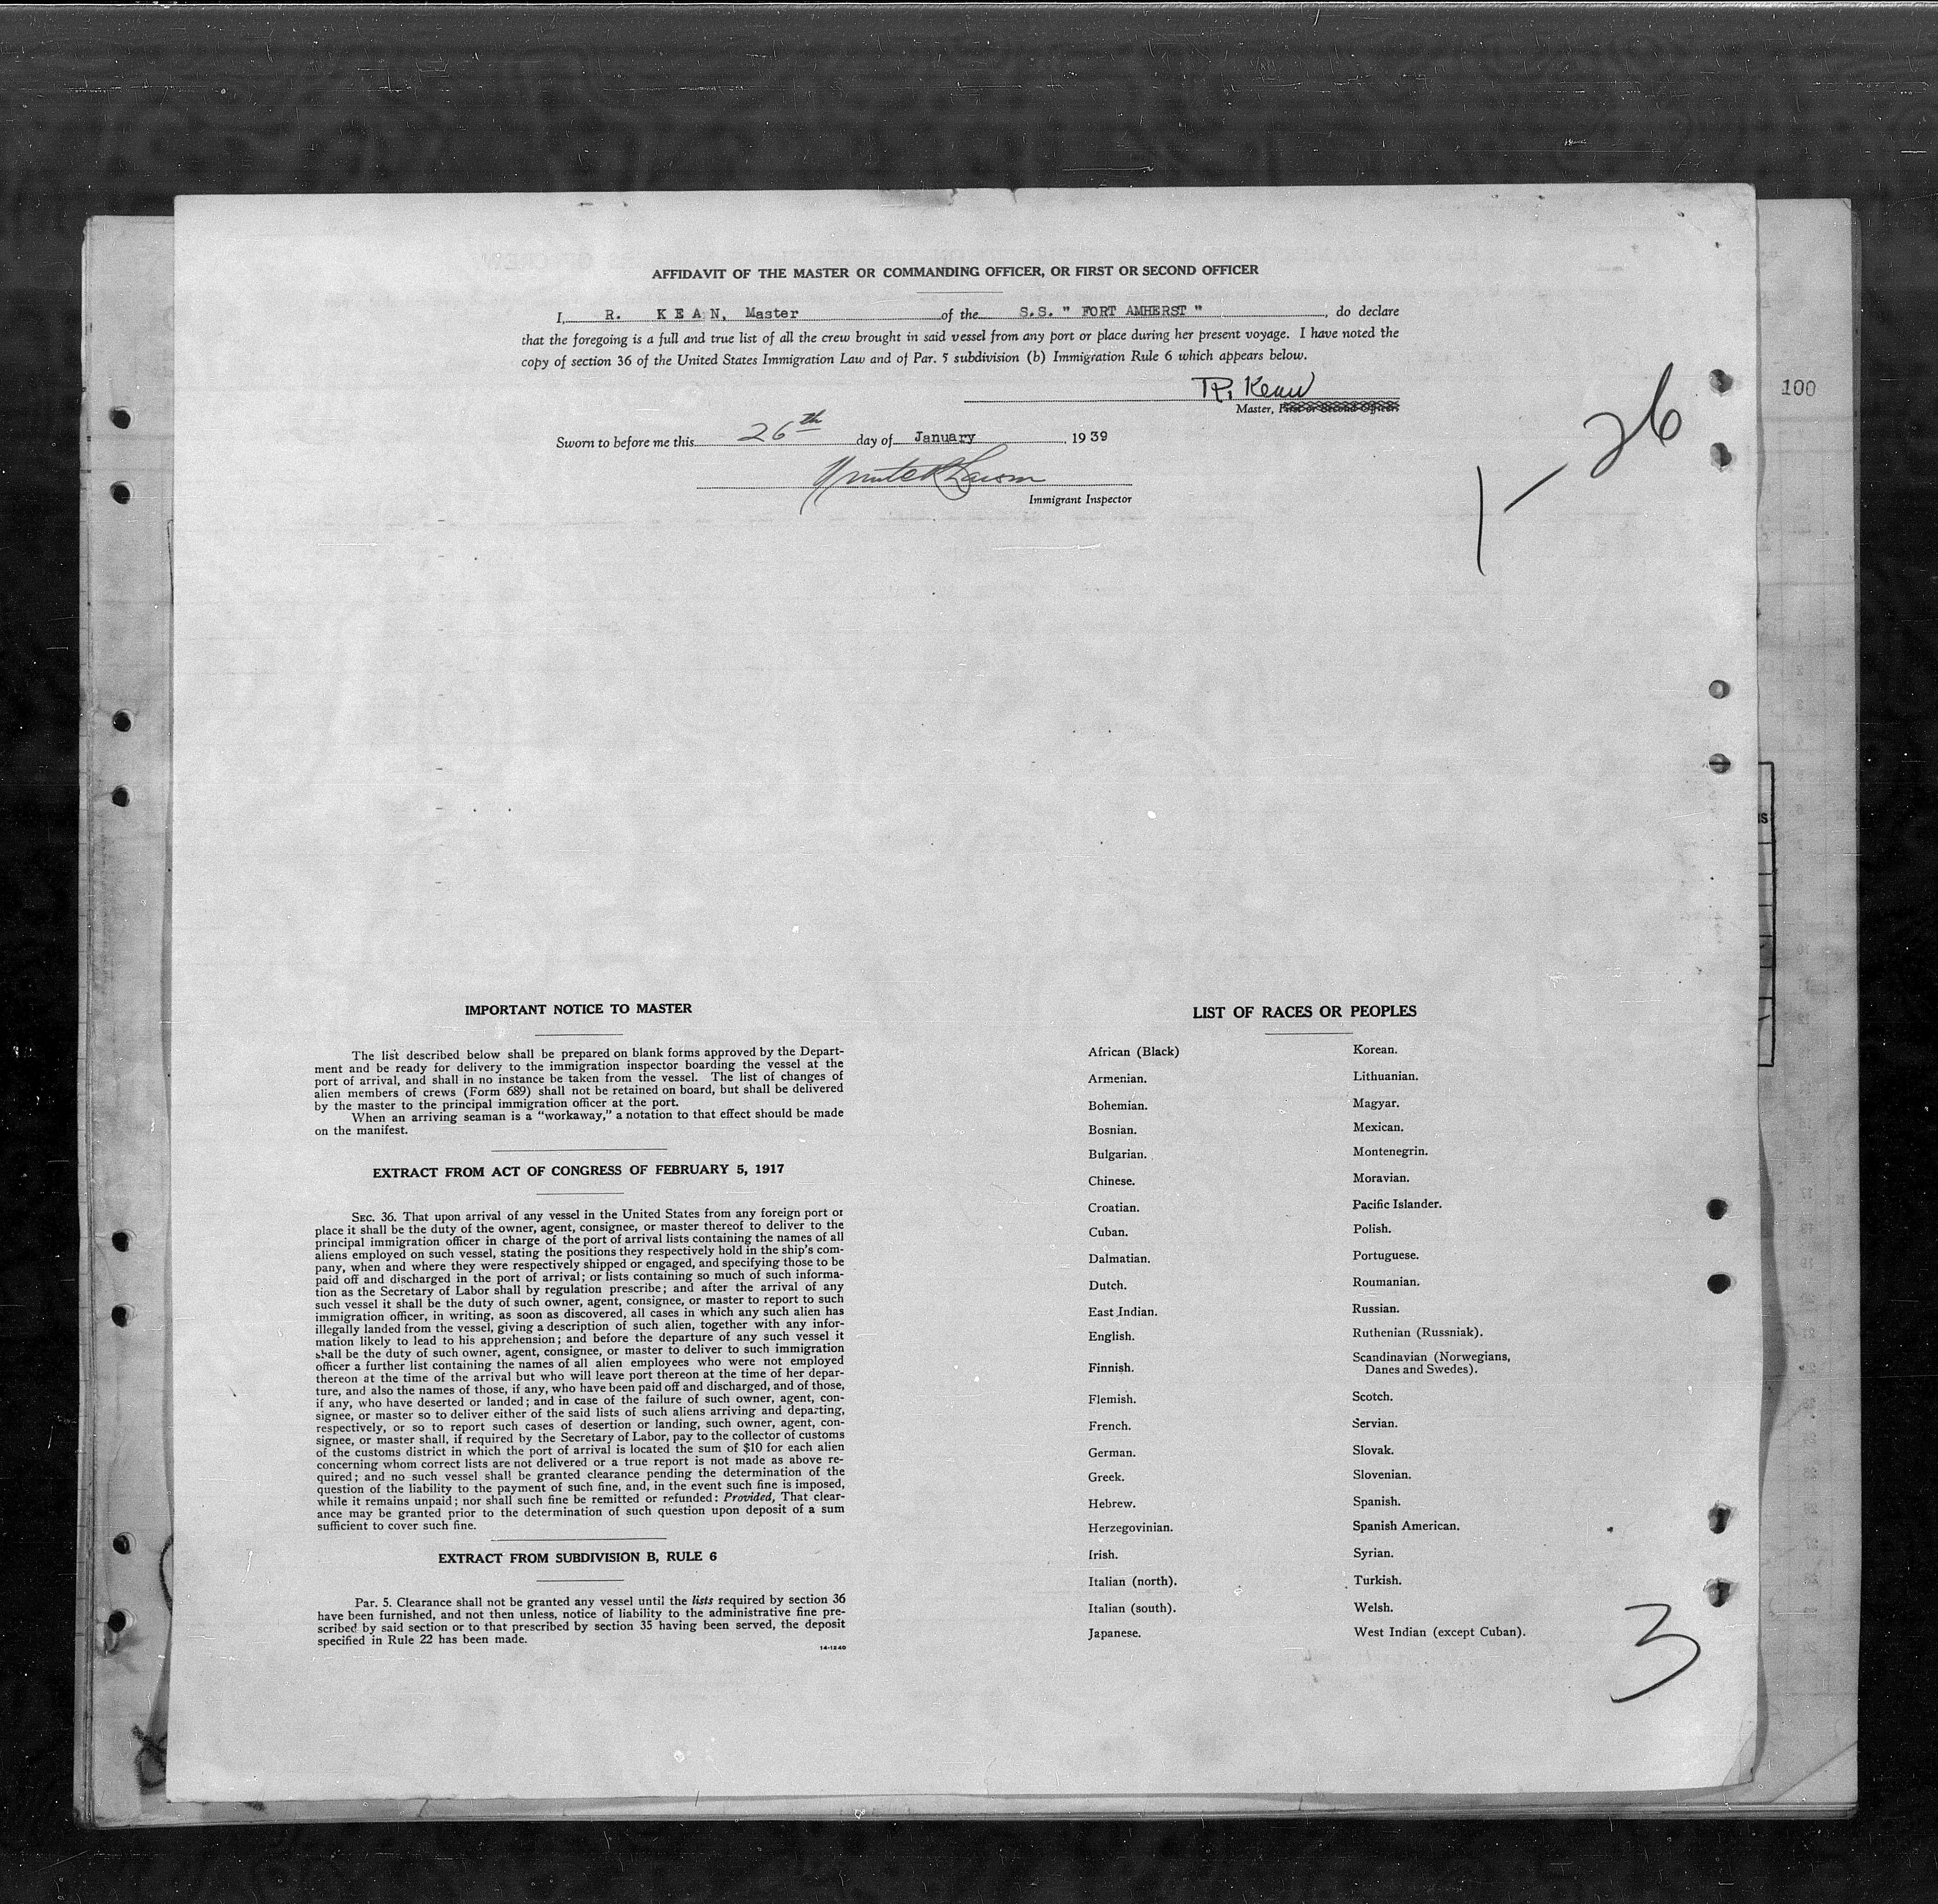 AFFIDAVIT OF THE MASTER OR COMMANDING OFFICER, OR FIRST OR SECOND OFFICER
I, R. K E A N, Master of the S.S. " FORT AMHERST ", do declare
that the foregoing is a full and true list of all the crew brought in said vessel from any port or place during her present voyage. I have noted the
copy of section 36 of the United States Immigration Law and of Par. 5 subdivision (b) Immigration Rule 6 which appears below.
R. Kean
Master, First or Second Officer.
Sworn to before me this 26th day of January, 1939
Immigrant Inspector
1-26
100
IMPORTANT NOTICE TO MASTER
The list described below shall be prepared on blank forms approved by the Depart-
ment and be ready for delivery to the immigration inspector boarding the vessel at the
port of arrival, and shall in no instance be taken from the vessel. The list of changes of
alien members of crews (Form 689) shall not be retained on board, but shall be delivered
by the master to the principal immigration officer at the port.
When an arriving seaman is a "workaway," a notation to that effect should be made
on the manifest.
EXTRACT FROM ACT OF CONGRESS OF FEBRUARY 5, 1917
SEC. 36. That upon arrival of any vessel in the United States from any foreign port or
place it shall be the duty of the owner, agent, consignee, or master thereof to deliver to the
principal immigration officer in charge of the port of arrival lists containing the names of all
aliens employed on such vessel, stating the positions they respectively hold in the ship's com-
pany, when and where they were respectively shipped or engaged, and specifying those to be
paid off and discharged in the port of arrival; or lists containing so much of such informa-
tion as the Secretary of Labor shall by regulation prescribe; and after the arrival of any
such vessel it shall be the duty of such owner, agent, consignee, or master to report to such
immigration officer, in writing, as soon as discovered, all cases in which any such alien has
illegally landed from the vessel, giving a description of such alien, together with any infor-
mation likely to lead to his apprehension; and before the departure of any such vessel it
shall be the duty of such owner, agent, consignee, or master to deliver to such immigration
officer a further list containing the names of all alien employees who were not employed
thereon at the time of the arrival but who will leave port thereon at the time of her depar-
ture, and also the names of those, if any, who have been paid off and discharged, and of those,
if any, who have deserted or landed; and in case of the failure of such owner, agent, con-
signee, or master so to deliver either of the said lists of such aliens arriving and departing,
respectively, or so to report such cases of desertion or landing, such owner, agent, con-
signee, or master shall, if required by the Secretary of Labor, pay to the collector of customs
of the customs district in which the port of arrival is located the sum of $10 for each alien
concerning whom correct lists are not delivered or a true report is not made as above re-
quired; and no such vessel shall be granted clearance pending the determination of the
question of the liability to the payment of such fine, and, in the event such fine is imposed,
while it remains unpaid; nor shall such fine be remitted or refunded: Provided, That clear-
ance may be granted prior to the determination of such question upon deposit of a sum
sufficient to cover such fine.
EXTRACT FROM SUBDIVISION B, RULE 6
Par. 5. Clearance shall not be granted any vessel until the lists required by section 36
have been furnished, and not then unless, notice of liability to the administrative fine pre-
scribed by said section or to that prescribed by section 35 having been served, the deposit
specified in Rule 22 has been made.
14-1240
LIST OF RACES OR PEOPLES
African (Black)
Armenian.
Bohemian.
Bosnian.
Bulgarian.
Chinese.
Croatian.
Cuban.
Dalmatian.
Dutch.
East Indian.
English.
Finnish.
Flemish.
French.
German.
Greek.
Hebrew.
Herzegovinian.
Irish.
Italian (north).
Italian (south).
Japanese.
Korean.
Lithuanian.
Magyar.
Mexican.
Montenegrin.
Moravian.
Pacific Islander.
Polish.
Portuguese.
Roumanian.
Russian.
Ruthenian (Russniak).
Scandinavian (Norwegians,
Danes and Swedes).
Scotch.
Servian.
Slovak.
Slovenian.
Spanish.
Spanish American.
Syrian.
Turkish.
Welsh.
West Indian (except Cuban).
3